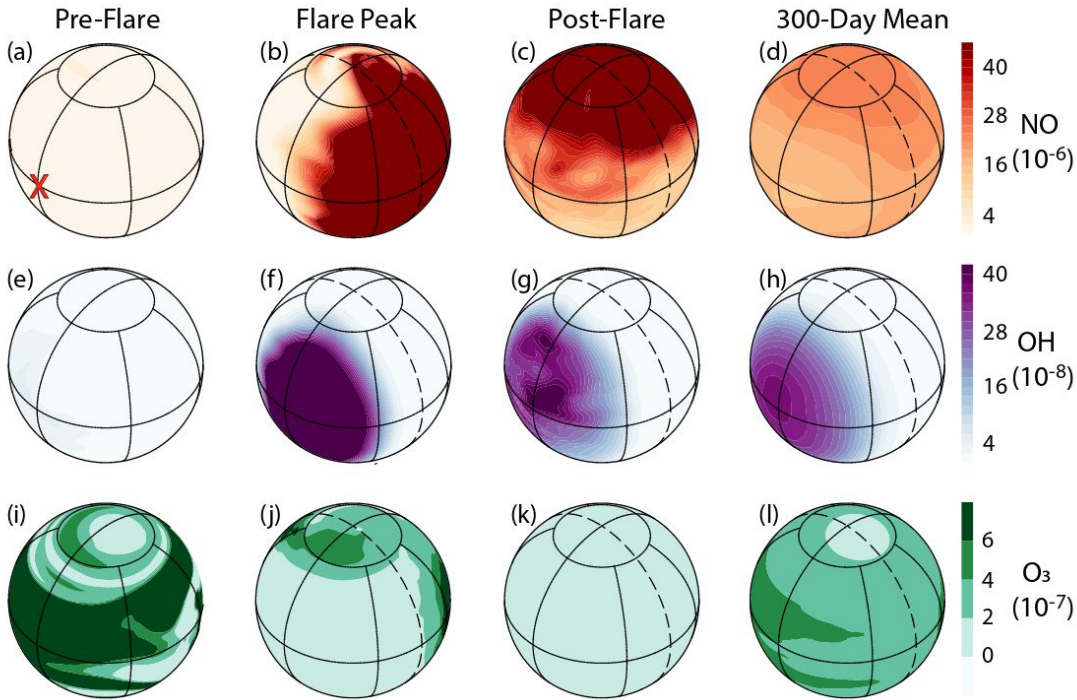 Pre-Flare Flare Peak Post-Flare 300-Day Mean
(a) (b) (c) (d)
40
28
16
4
NO
(10⁻⁶)
X
(e) (f) (g) (h)
40
28
16
4
OH
(10⁻⁸)
(i) (j) (k) (l)
6
4
2
0
O₃
(10⁻⁷)